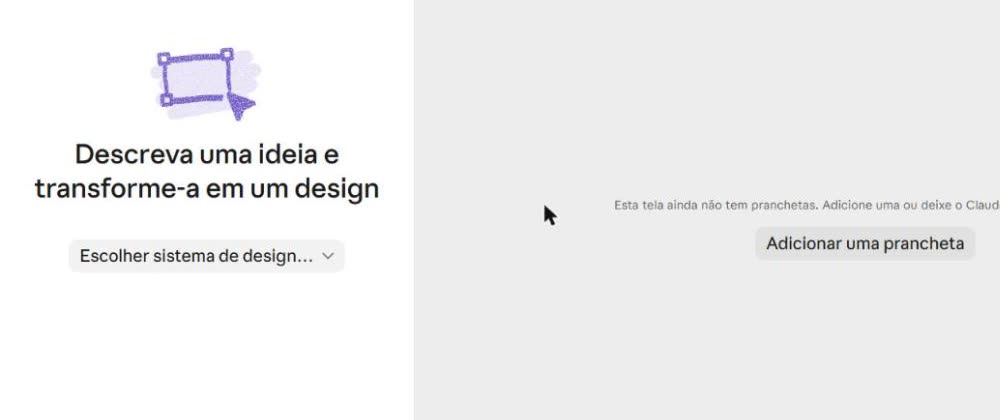 Descreva uma ideia e
transforme-a em um design
Escolher sistema de design...
Esta tela ainda não tem pranchetas. Adicione uma ou deixe o Claud
Adicionar uma prancheta